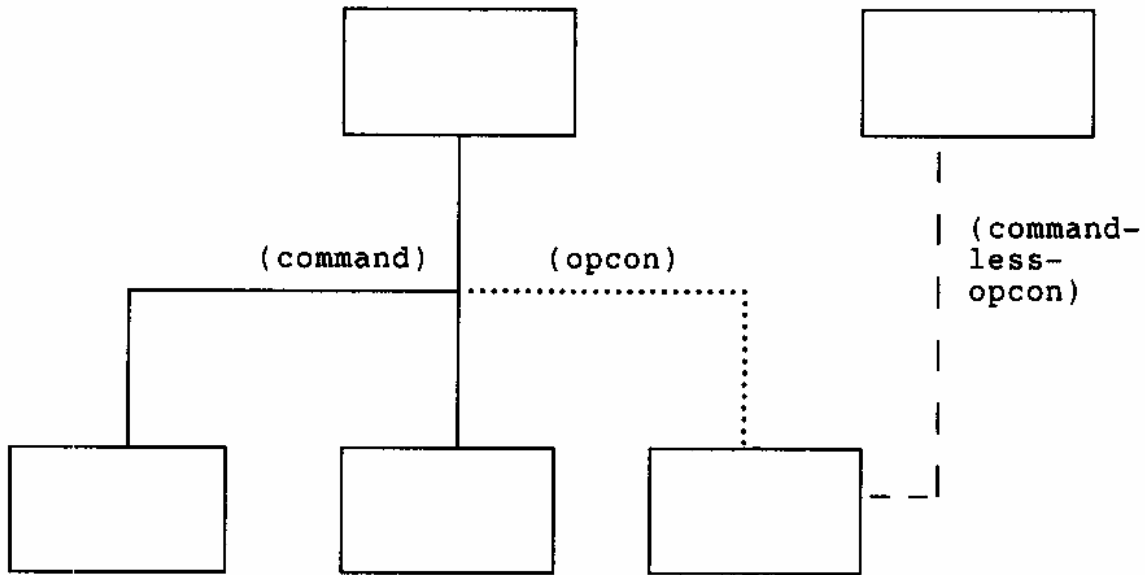 (command)
(opcon)
(command-
less-
opcon)